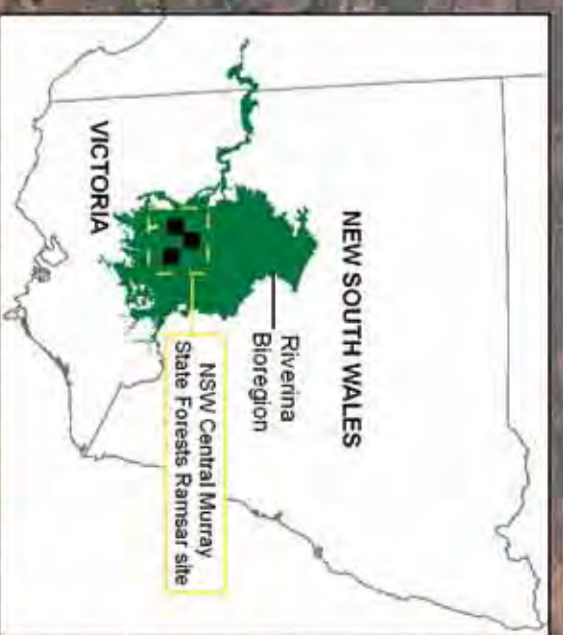 NEW SOUTH WALES
Riverina
Bioregion
NSW Central Murray
State Forests Ramsar site
VICTORIA